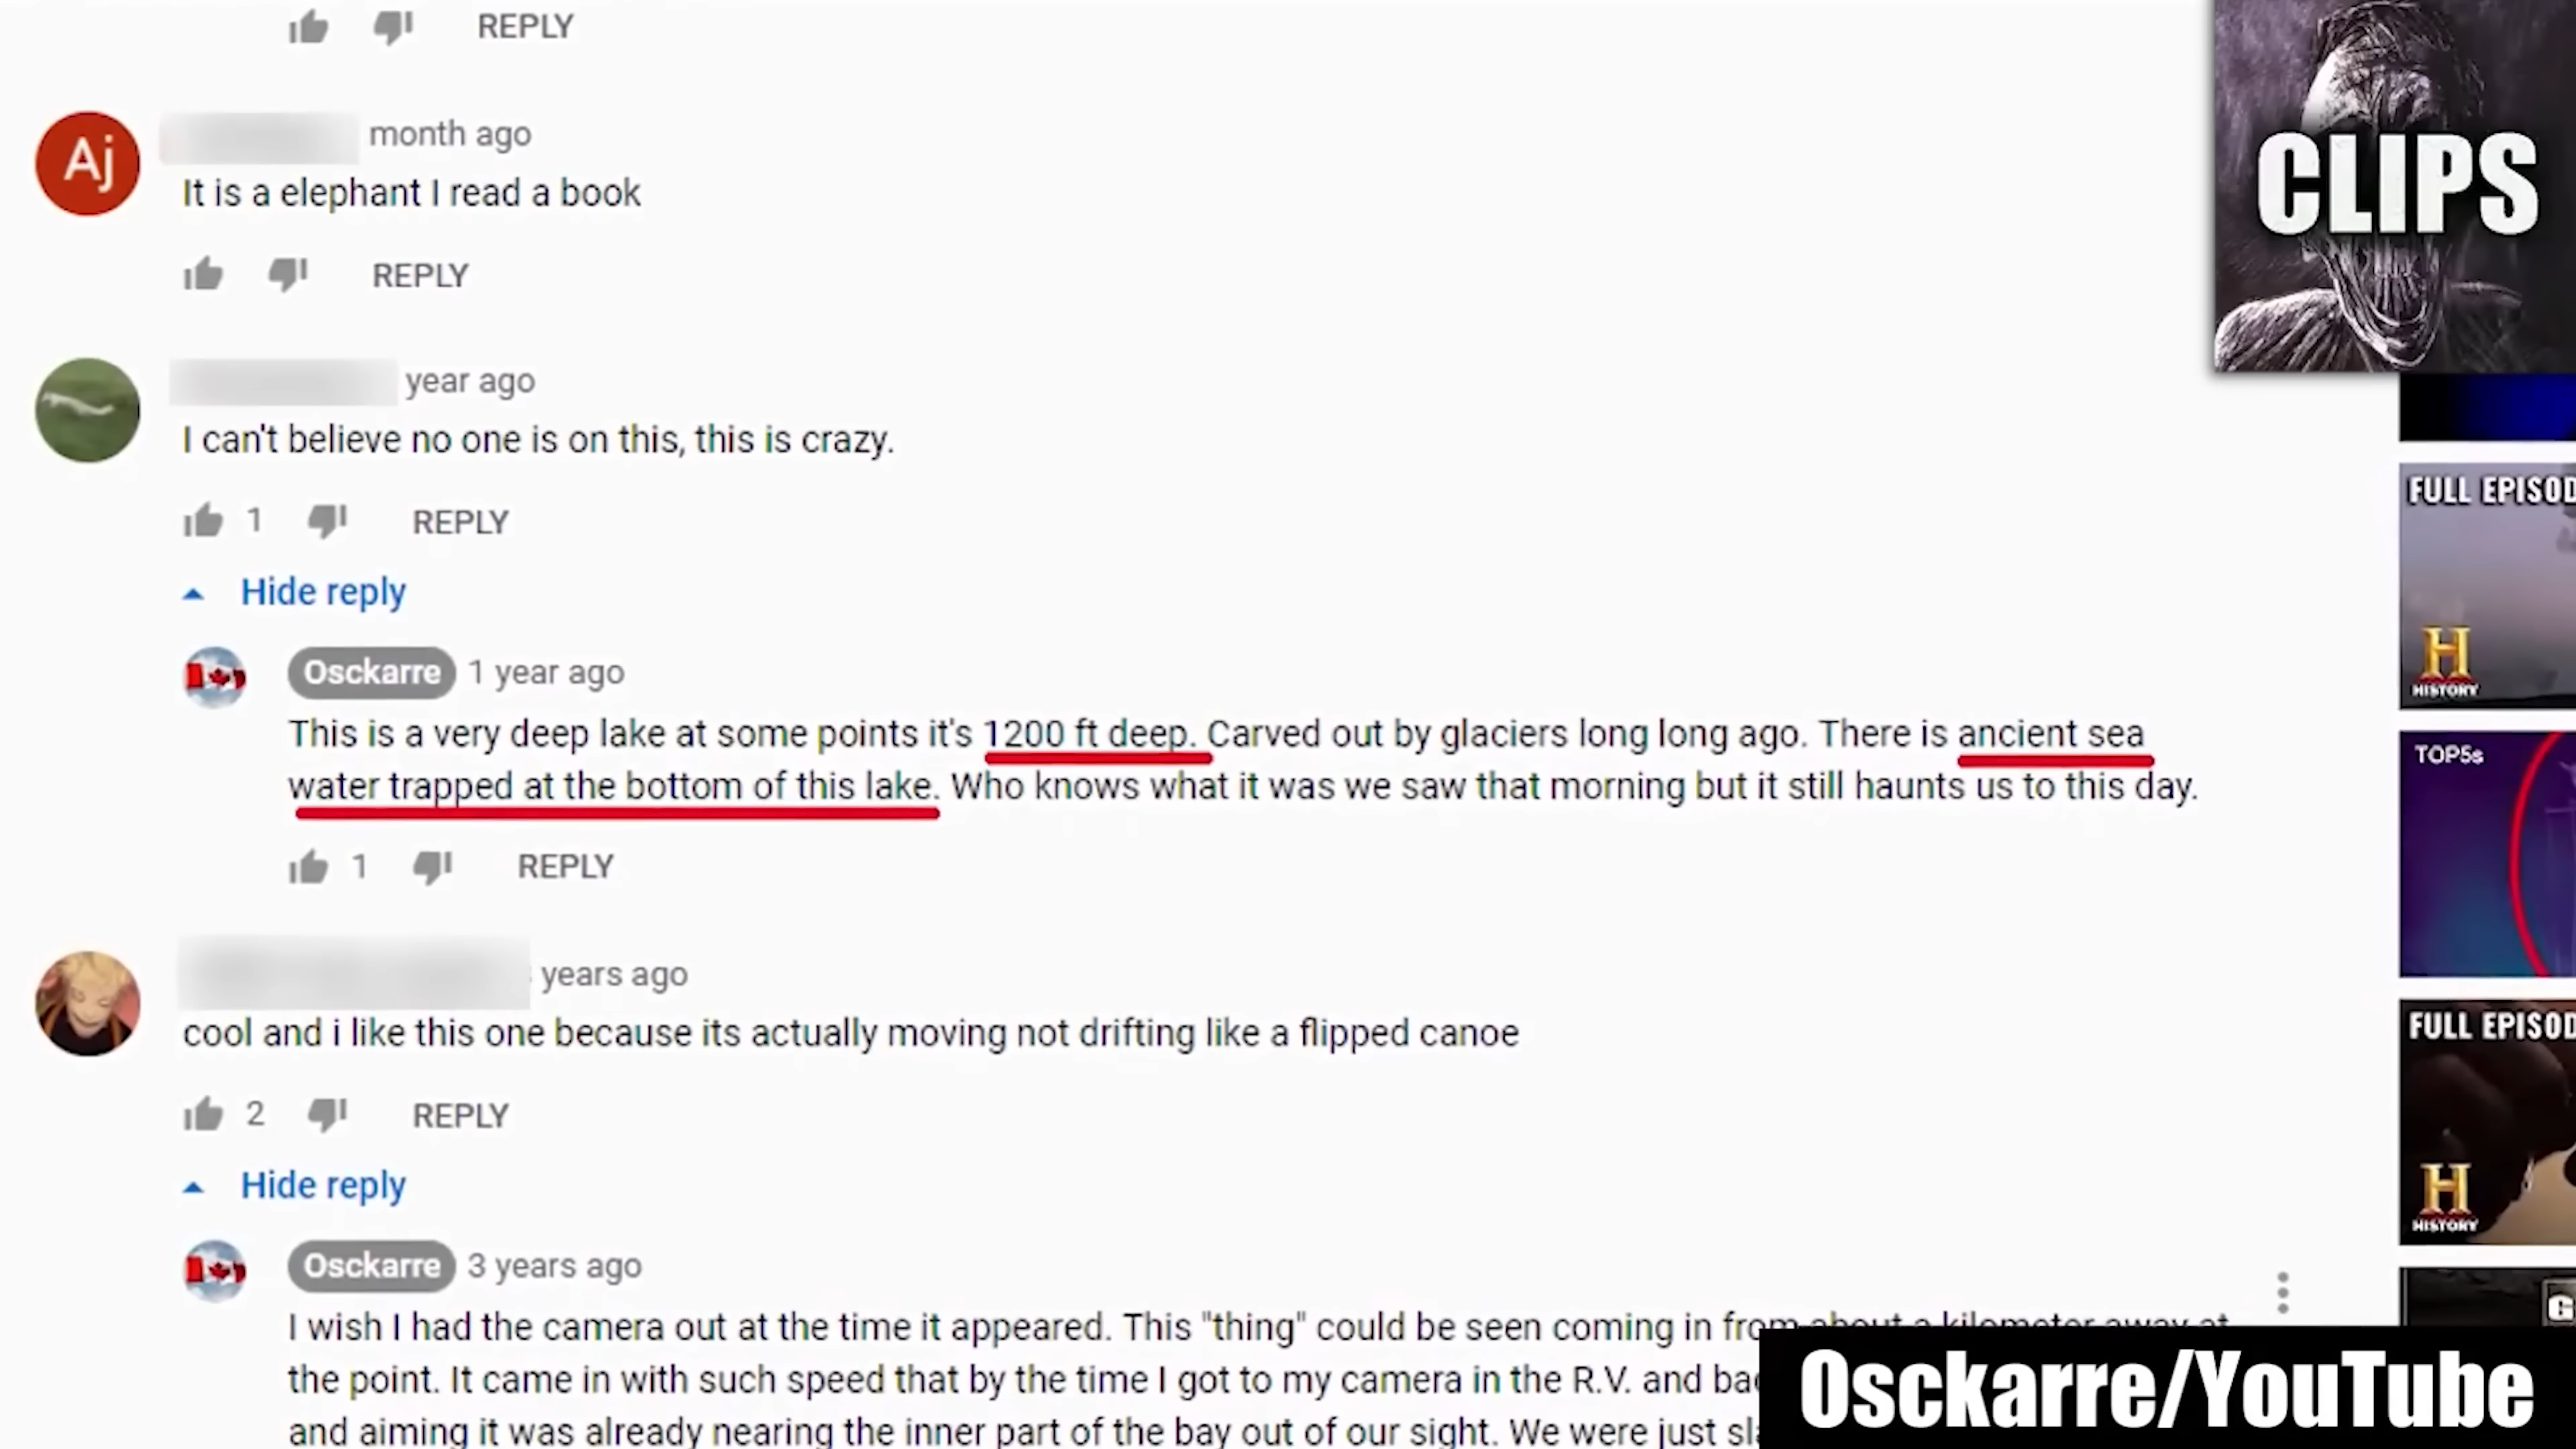 REPLY
Aj
month ago
It is a elephant I read a book
REPLY
year ago
I can't believe no one is on this, this is crazy.
1 REPLY
Hide reply
Osckarre 1 year ago
This is a very deep lake at some points it's 1200 ft deep. Carved out by glaciers long long ago. There is ancient sea
water trapped at the bottom of this lake. Who knows what it was we saw that morning but it still haunts us to this day.
1 REPLY
years ago
cool and i like this one because its actually moving not drifting like a flipped canoe
2 REPLY
Hide reply
Osckarre 3 years ago
I wish I had the camera out at the time it appeared. This "thing" could be seen coming in from about a kilometer away at
the point. It came in with such speed that by the time I got to my camera in the R.V. and
and aiming it was already nearing the inner part of the bay out of our sight. We were just
CLIPS
FULL EPISOD
H
HISTORY
TOP5s
FULL EPISOD
H
HISTORY
G
Osckarre/YouTube